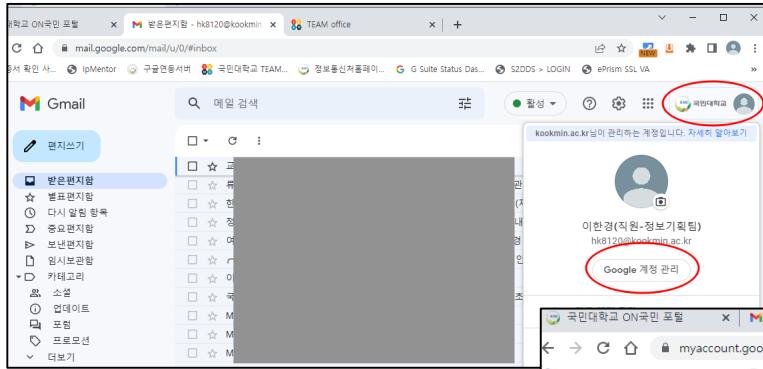 대학교 ON국민 포털
받은편지함 - hk8120@kookmin
TEAM office
mail.google.com/mail/u/0/#inbox
NEW
증서 확인 사...
IpMentor
구글연동서버
국민대학교 TEAM...
정보통신처홈페이...
G Suite Status Das...
S2DDS > LOGIN
ePrism SSL VA
Gmail
메일 검색
활성
국민대학교
편지쓰기
kookmin.ac.kr님이 관리하는 계정입니다. 자세히 알아보기
받은편지함
별표편지함
다시 알림 항목
중요편지함
보낸편지함
임시보관함
카테고리
소셜
업데이트
포럼
프로모션
더보기
이한경(직원-정보기획팀)
hk8120@kookmin.ac.kr
Google 계정 관리
국민대학교 ON국민 포털
myaccount.goo